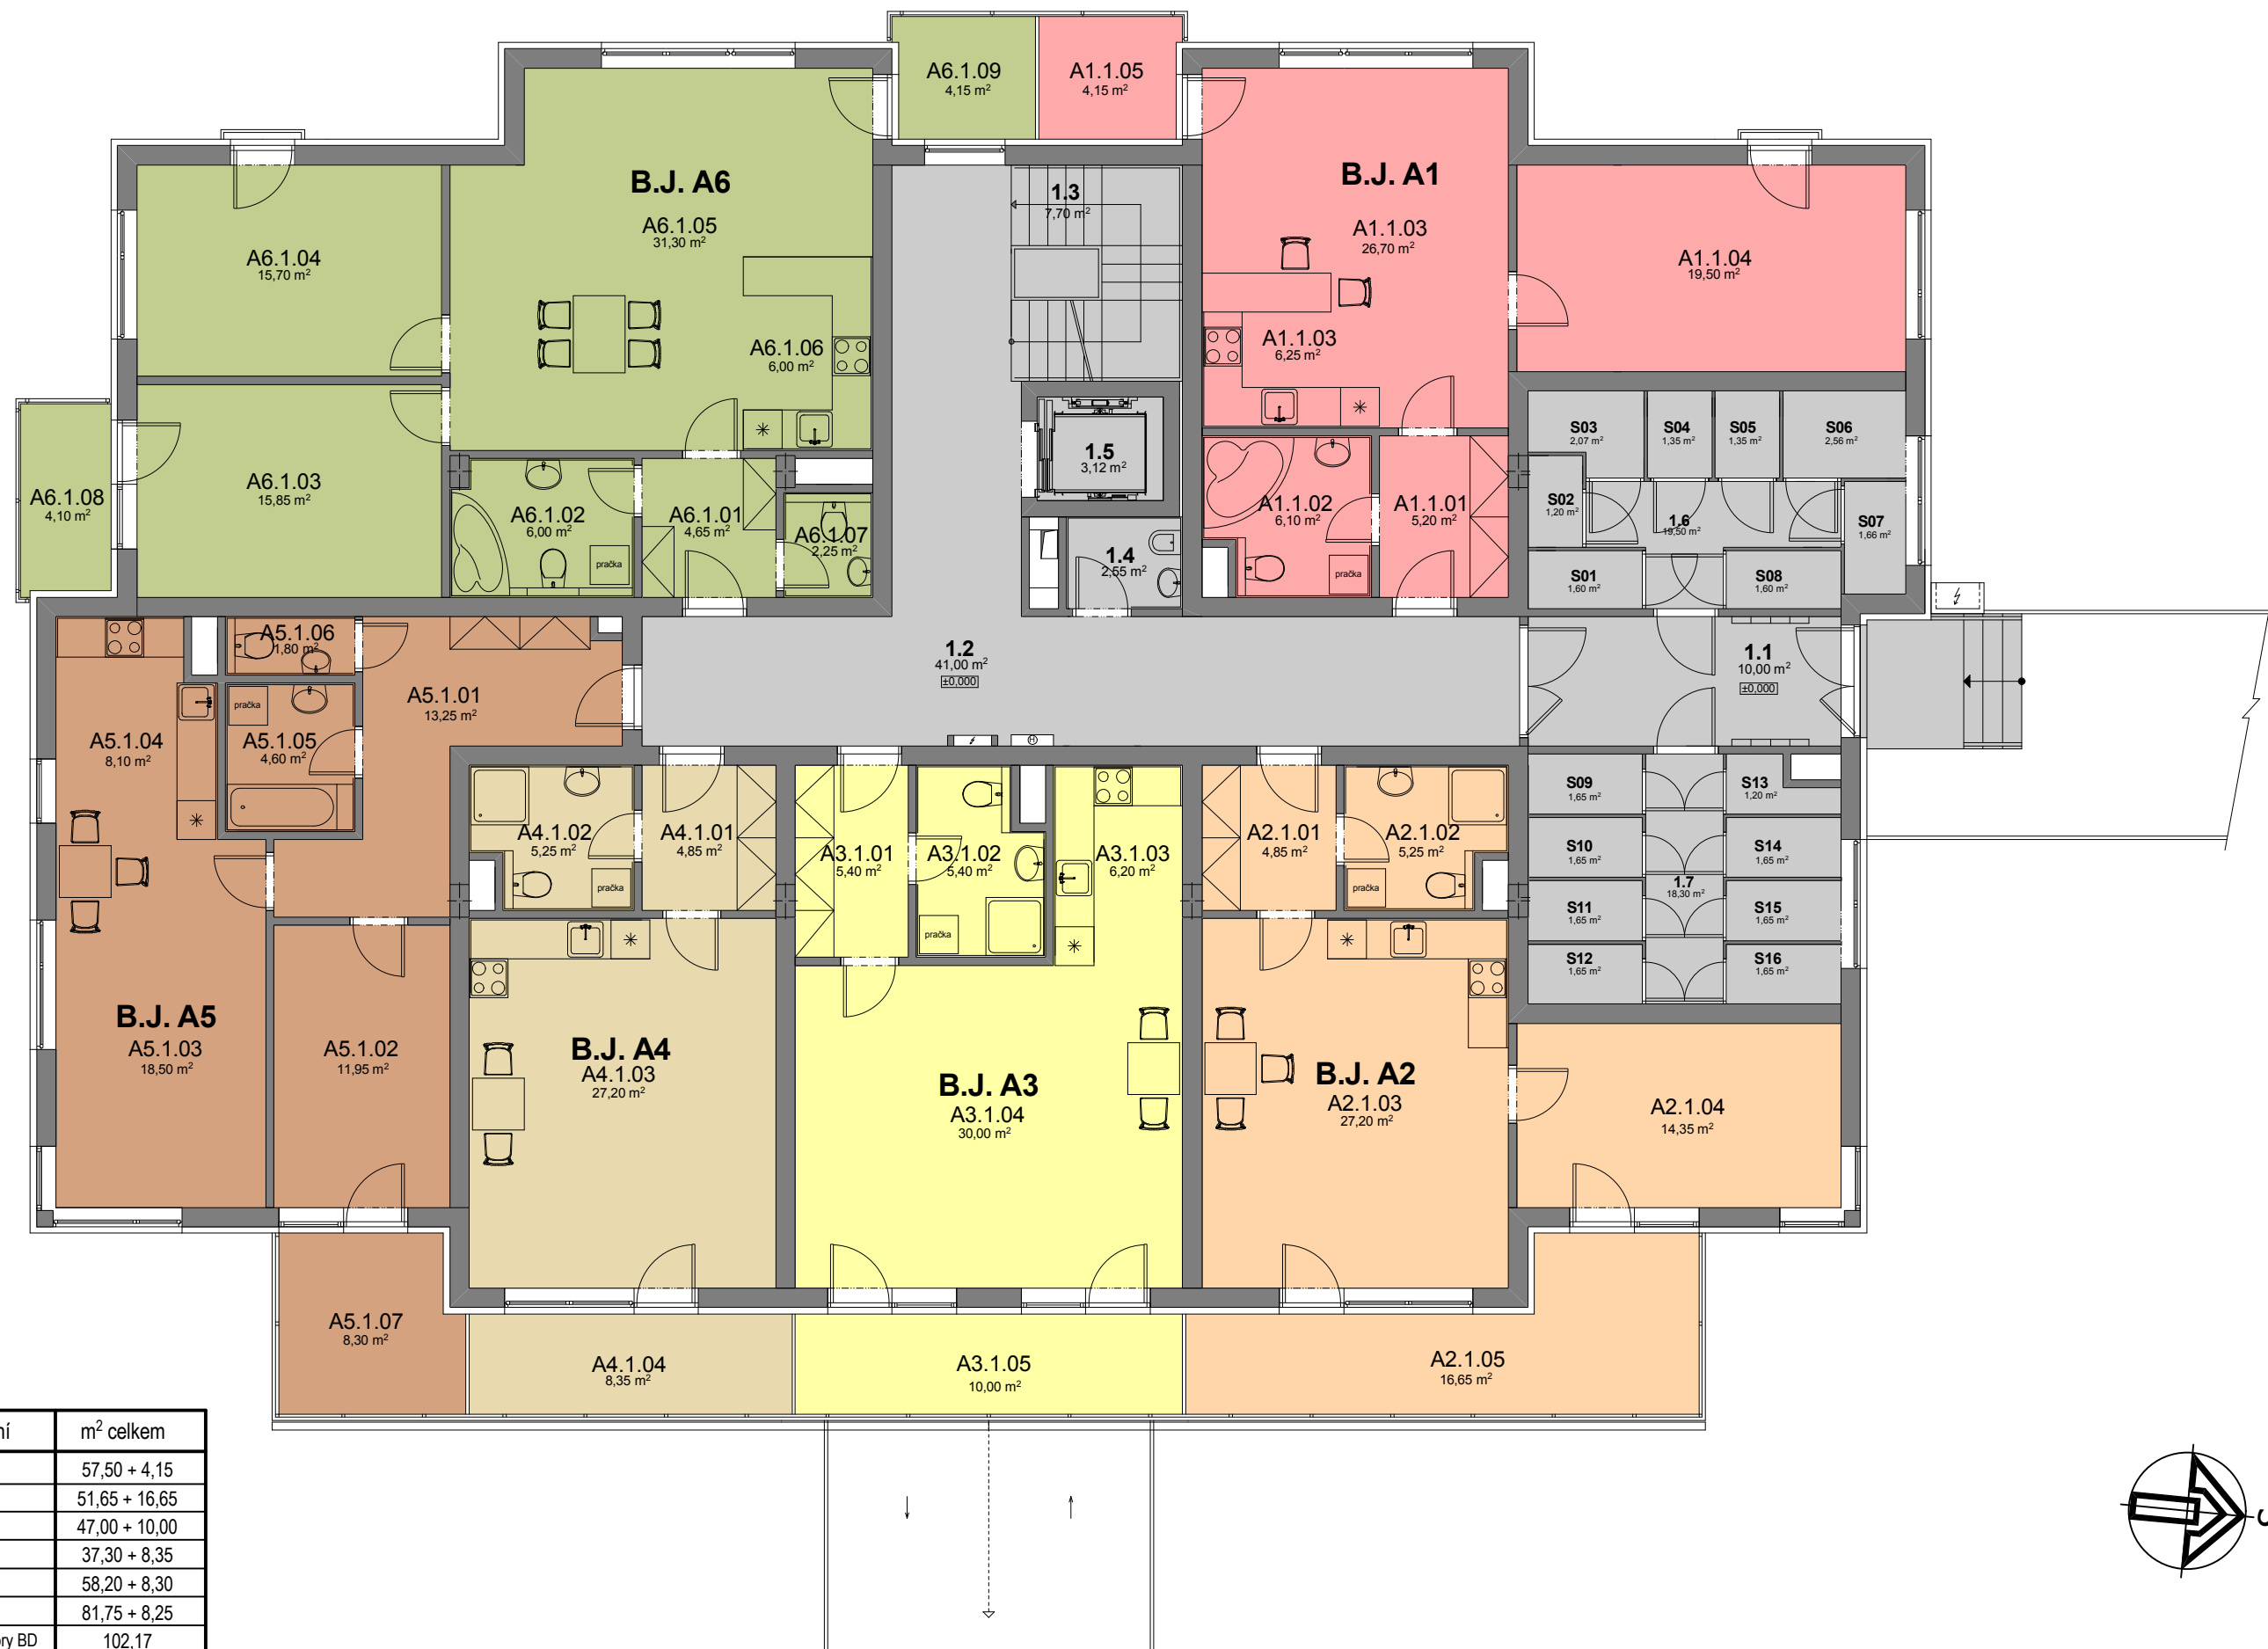 A6.1.09
4,15 m²
A1.1.05
4,15 m²
B.J. A6
A6.1.05
31,30 m²
1.3
7,70 m²
B.J. A1
A1.1.03
26,70 m²
A6.1.04
15,70 m²
A1.1.04
19,50 m²
A6.1.06
6,00 m²
A1.1.03
6,25 m²
A6.1.08
4,10 m²
A6.1.03
15,85 m²
A6.1.02
6,00 m²
pračka
A6.1.01
4,65 m²
A6.1.07
2,25 m²
1.5
3,12 m²
1.4
2,55 m²
A1.1.02
6,10 m²
pračka
A1.1.01
5,20 m²
S03
2,07 m²
S04
1,35 m²
S05
1,35 m²
S06
2,56 m²
S02
1,20 m²
1.6
19,50 m²
S07
1,66 m²
S01
1,60 m²
S08
1,60 m²
A5.1.06
1,80 m²
A5.1.01
13,25 m²
1.2
41,00 m²
±0,000
1.1
10,00 m²
±0,000
A5.1.04
8,10 m²
pračka
A5.1.05
4,60 m²
H
A4.1.02
5,25 m²
pračka
A4.1.01
4,85 m²
A3.1.01
5,40 m²
A3.1.02
5,40 m²
pračka
A3.1.03
6,20 m²
A2.1.01
4,85 m²
A2.1.02
5,25 m²
pračka
S09
1,65 m²
S13
1,20 m²
S10
1,65 m²
S14
1,65 m²
1.7
18,30 m²
S11
1,65 m²
S15
1,65 m²
S12
1,65 m²
S16
1,65 m²
B.J. A5
A5.1.03
18,50 m²
A5.1.02
11,95 m²
B.J. A4
A4.1.03
27,20 m²
B.J. A3
A3.1.04
30,00 m²
B.J. A2
A2.1.03
27,20 m²
A2.1.04
14,35 m²
A5.1.07
8,30 m²
A4.1.04
8,35 m²
A3.1.05
10,00 m²
A2.1.05
16,65 m²
ní m² celkem
57,50 + 4,15
51,65 + 16,65
47,00 + 10,00
37,30 + 8,35
58,20 + 8,30
81,75 + 8,25
ory BD 102,17